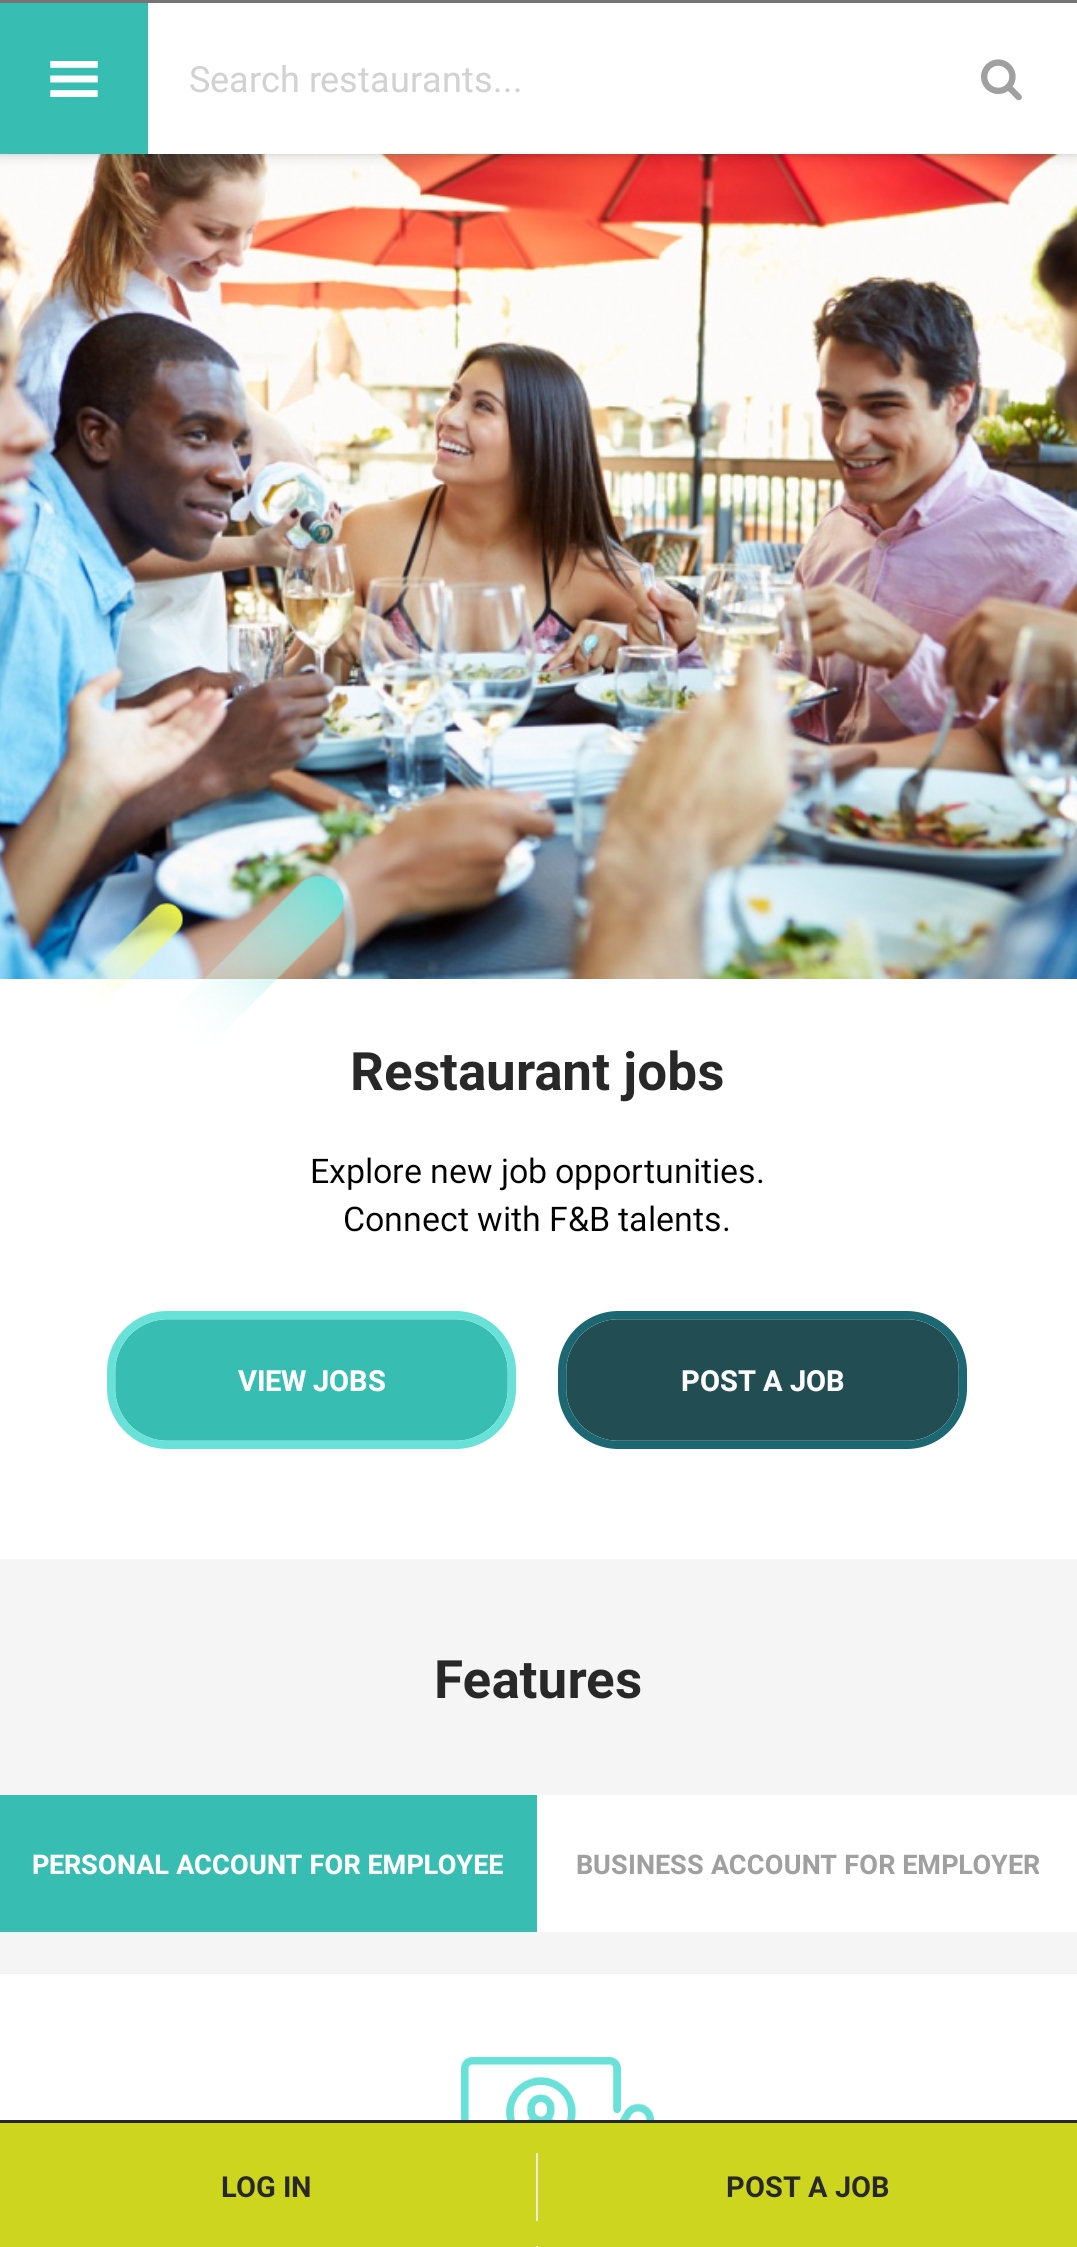 Search restaurants...
Restaurant jobs
Explore new job opportunities.
Connect with F&B talents.
VIEW JOBS
POST A JOB
Features
PERSONAL ACCOUNT FOR EMPLOYEE
BUSINESS ACCOUNT FOR EMPLOYER
LOG IN
POST A JOB